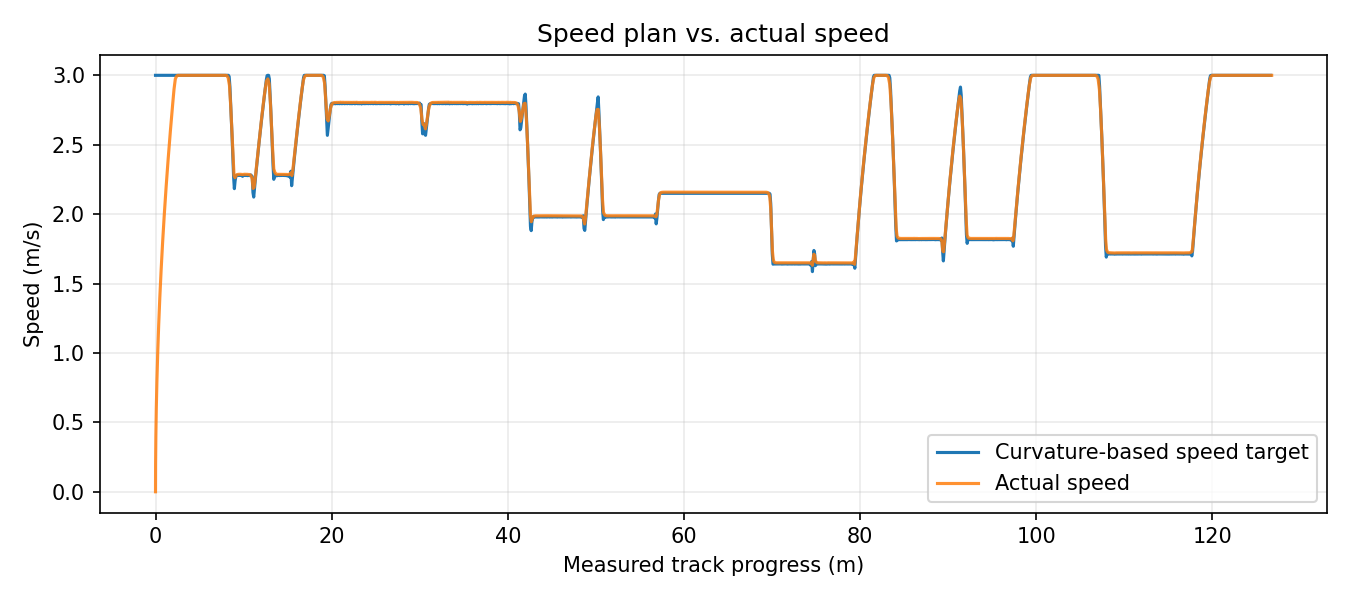 Speed plan vs. actual speed
Speed (m/s)
3.0
2.5
2.0
1.5
1.0
0.5
0.0
Curvature-based speed target
Actual speed
0 20 40 60 80 100 120
Measured track progress (m)